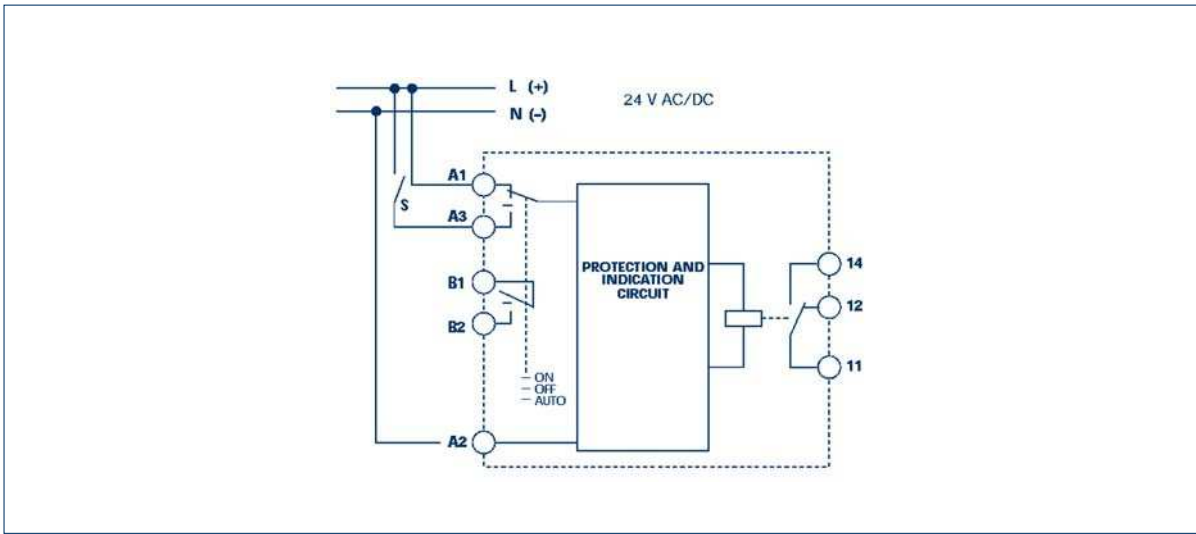 L (+)
N (–)
24 V AC/DC
A1
S
A3
B1
B2
PROTECTION AND
INDICATION
CIRCUIT
14
12
11
– ON
– OFF
– AUTO
A2